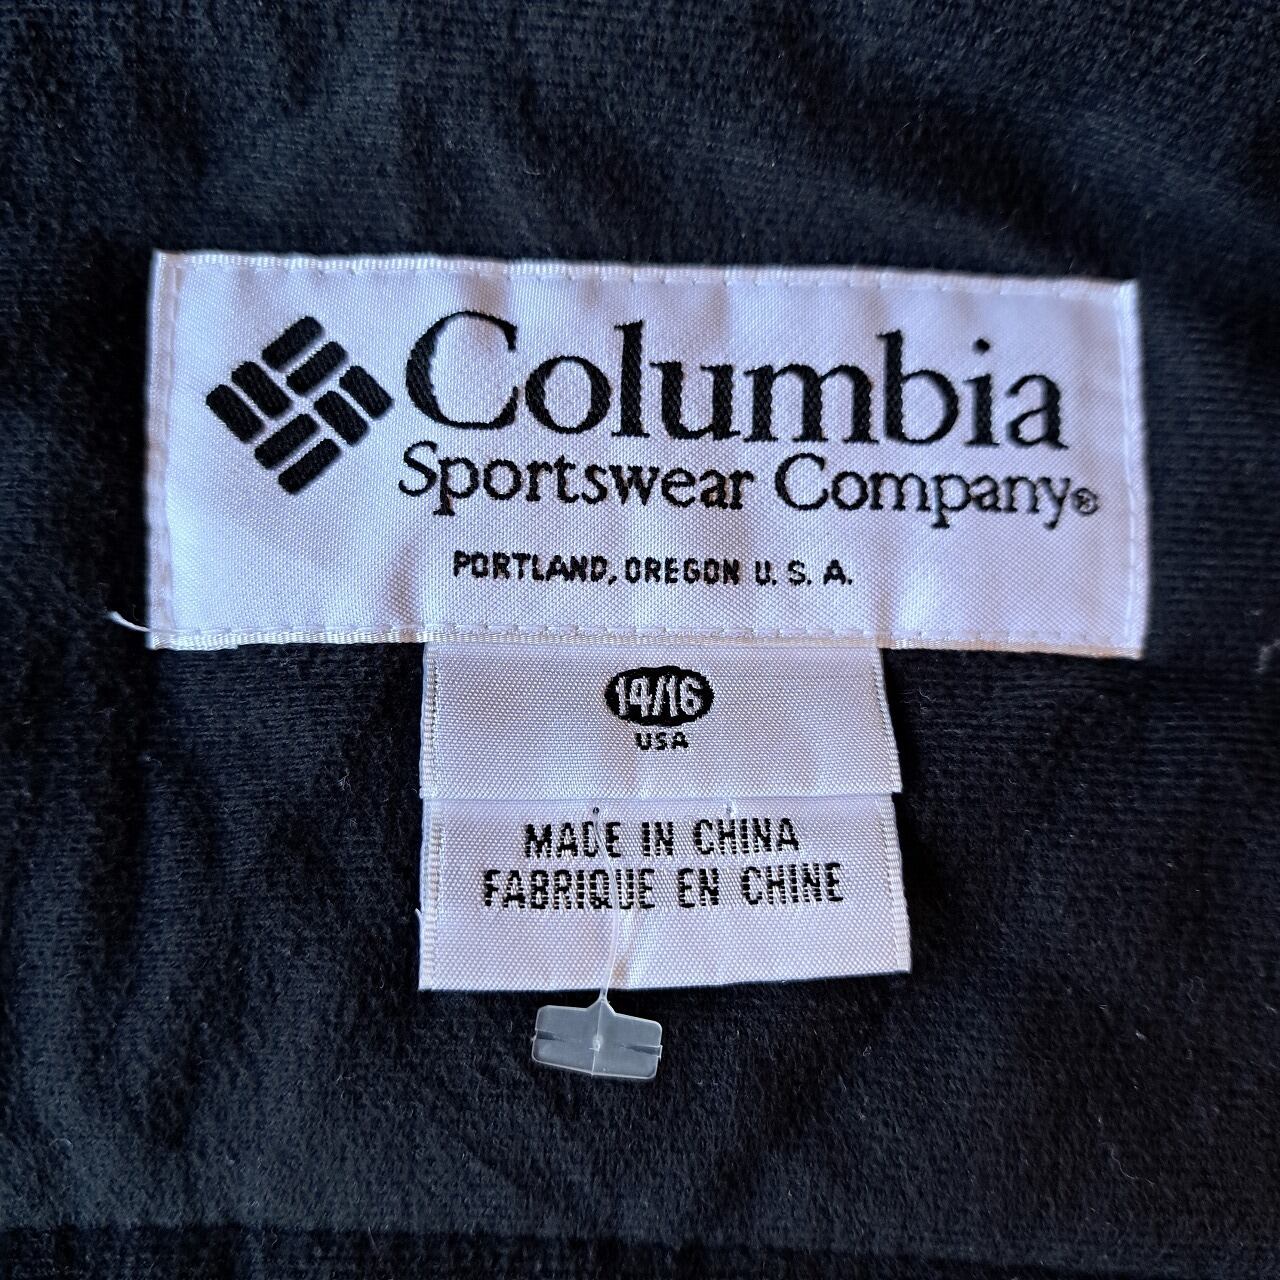 Columbia
Sportswear Company®
PORTLAND, OREGON U.S.A.
14/16
USA
MADE IN CHINA
FABRIQUE EN CHINE